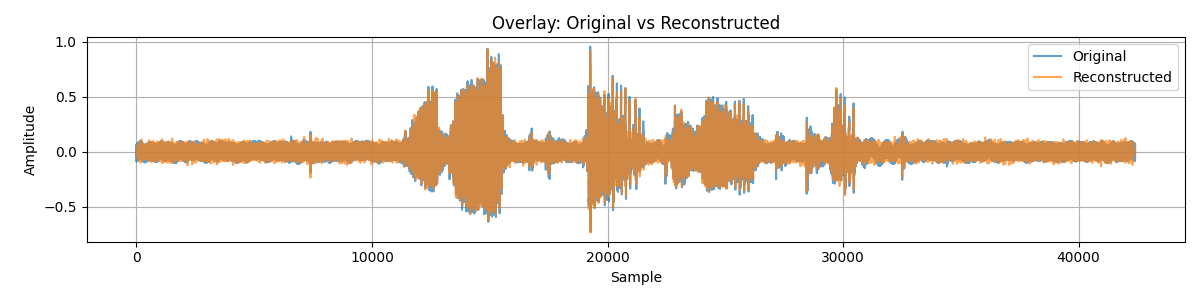 Overlay: Original vs Reconstructed
1.0
0.5
0.0
−0.5
Amplitude
Original
Reconstructed
0
10000
20000
30000
40000
Sample